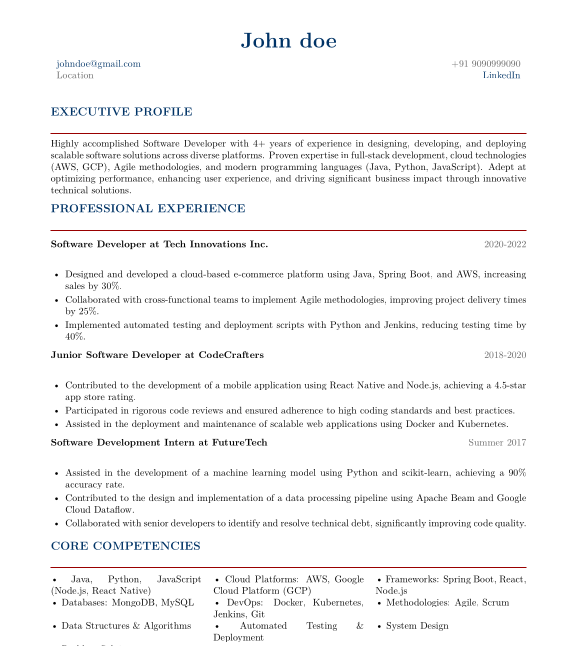 John doe
johndoe@gmail.com +91 9090999090
Location LinkedIn
EXECUTIVE PROFILE
Highly accomplished Software Developer with 4+ years of experience in designing, developing, and deploying
scalable software solutions across diverse platforms. Proven expertise in full-stack development, cloud technologies
(AWS, GCP), Agile methodologies, and modern programming languages (Java, Python, JavaScript). Adept at
optimizing performance, enhancing user experience, and driving significant business impact through innovative
technical solutions.
PROFESSIONAL EXPERIENCE
Software Developer at Tech Innovations Inc. 2020-2022
• Designed and developed a cloud-based e-commerce platform using Java, Spring Boot. and AWS, increasing
sales by 30%.
• Collaborated with cross-functional teams to implement Agile methodologies, improving project delivery times
by 25%.
• Implemented automated testing and deployment scripts with Python and Jenkins, reducing testing time by
40%.
Junior Software Developer at CodeCrafters 2018-2020
• Contributed to the development of a mobile application using React Native and Node.js, achieving a 4.5-star
app store rating.
• Participated in rigorous code reviews and ensured adherence to high coding standards and best practices.
• Assisted in the deployment and maintenance of scalable web applications using Docker and Kubernetes.
Software Development Intern at FutureTech Summer 2017
• Assisted in the development of a machine learning model using Python and scikit-learn, achieving a 90%
accuracy rate.
• Contributed to the design and implementation of a data processing pipeline using Apache Beam and Google
Cloud Dataflow.
• Collaborated with senior developers to identify and resolve technical debt, significantly improving code quality.
CORE COMPETENCIES
• Java, Python, JavaScript • Cloud Platforms: AWS, Google • Frameworks: Spring Boot, React,
(Node.js, React Native) Cloud Platform (GCP) Node.js
• Databases: MongoDB, MySQL • DevOps: Docker, Kubernetes, • Methodologies: Agile. Scrum
Jenkins, Git
• Data Structures & Algorithms • Automated Testing & • System Design
Deployment